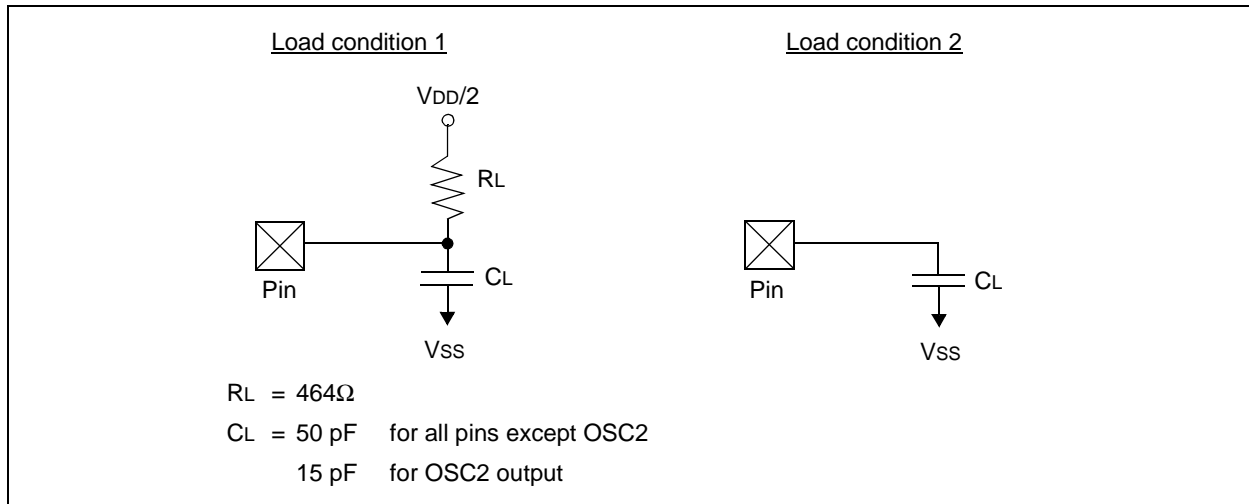 Load condition 1
VDD/2
RL
Pin
CL
VSS
RL = 464Ω
CL = 50 pF for all pins except OSC2
15 pF for OSC2 output
Load condition 2
Pin
CL
VSS